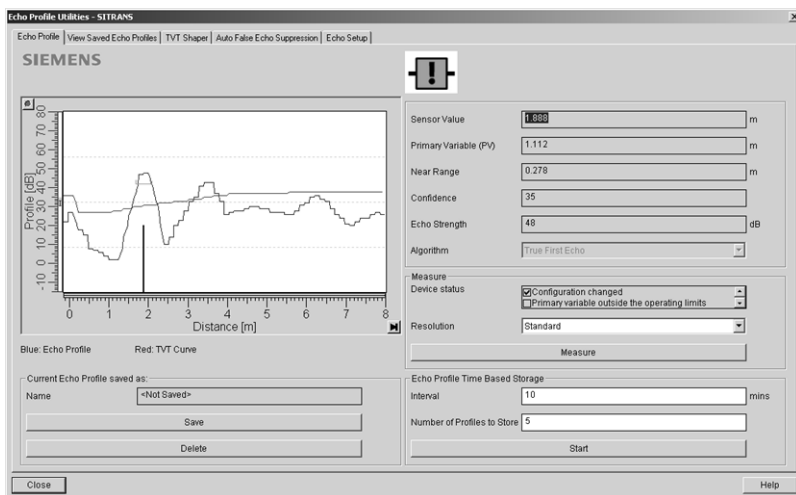 Echo Profile Utilities - SITRANS
x
Echo Profile | View Saved Echo Profiles | TVT Shaper | Auto False Echo Suppression | Echo Setup
SIEMENS
!
80
70
60
50
40
30
20
10
0
-10
Profile [dB]
0 1 2 3 4 5 6 7 8
Distance [m]
Blue: Echo Profile Red: TVT Curve
Sensor Value 1.888 m
Primary Variable (PV) 1.112 m
Near Range 0.278 m
Confidence 35
Echo Strength 48 dB
Algorithm True First Echo
Measure
Device status Configuration changed
Primary variable outside the operating limits
Resolution Standard
Measure
Current Echo Profile saved as:
Name <Not Saved>
Save
Delete
Echo Profile Time Based Storage
Interval 10 mins
Number of Profiles to Store 5
Start
Close Help